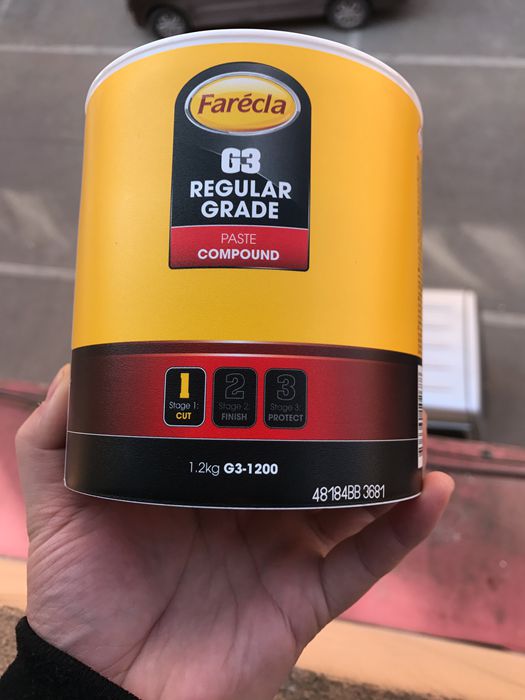 Farécla
G3
REGULAR
GRADE
PASTE
COMPOUND
1 2 3
Stage 1: Stage 2: Stage 3:
CUT FINISH PROTECT
1.2kg G3-1200
48184BB 3681